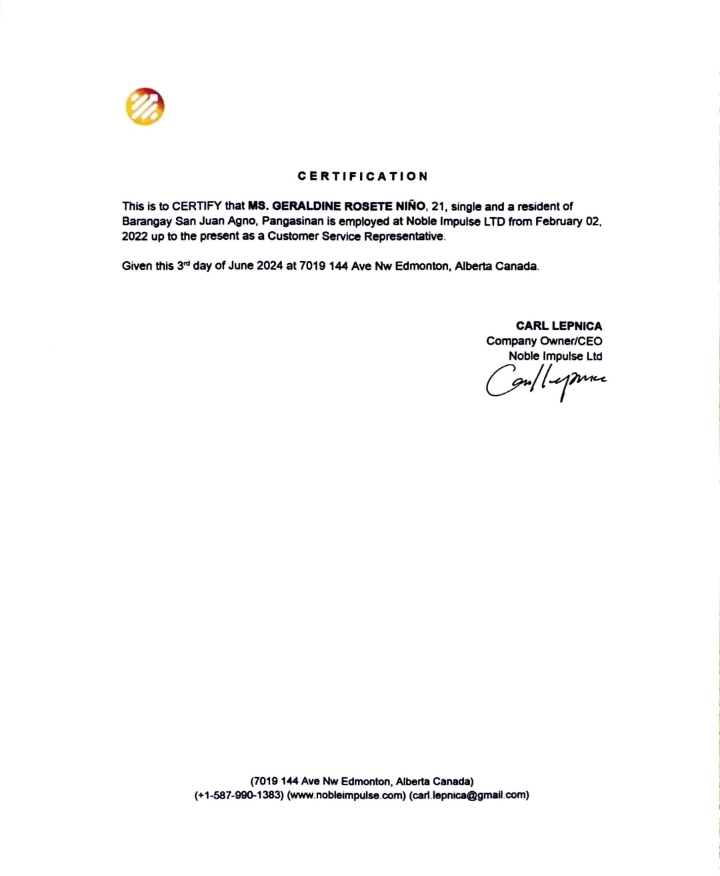 CERTIFICATION
This is to CERTIFY that MS. GERALDINE ROSETE NIÑO, 21, single and a resident of
Barangay San Juan Agno, Pangasinan is employed at Noble Impulse LTD from February 02,
2022 up to the present as a Customer Service Representative.
Given this 3rd day of June 2024 at 7019 144 Ave Nw Edmonton, Alberta Canada.
CARL LEPNICA
Company Owner/CEO
Noble Impulse Ltd
(7019 144 Ave Nw Edmonton, Alberta Canada)
(+1-587-990-1383) (www.nobleimpulse.com) (carl.lepnica@gmail.com)